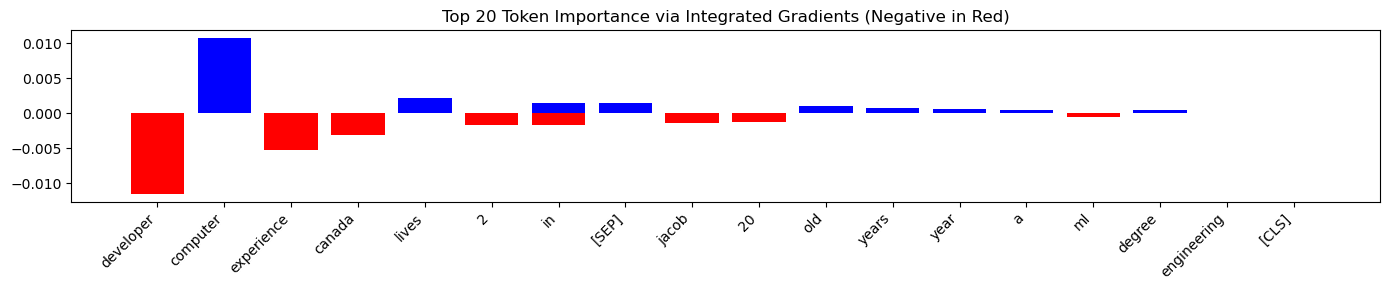 Top 20 Token Importance via Integrated Gradients (Negative in Red)
0.010
0.005
0.000
−0.005
−0.010
developer computer experience canada lives 2 in [SEP] jacob 20 old years year a ml degree engineering [CLS]